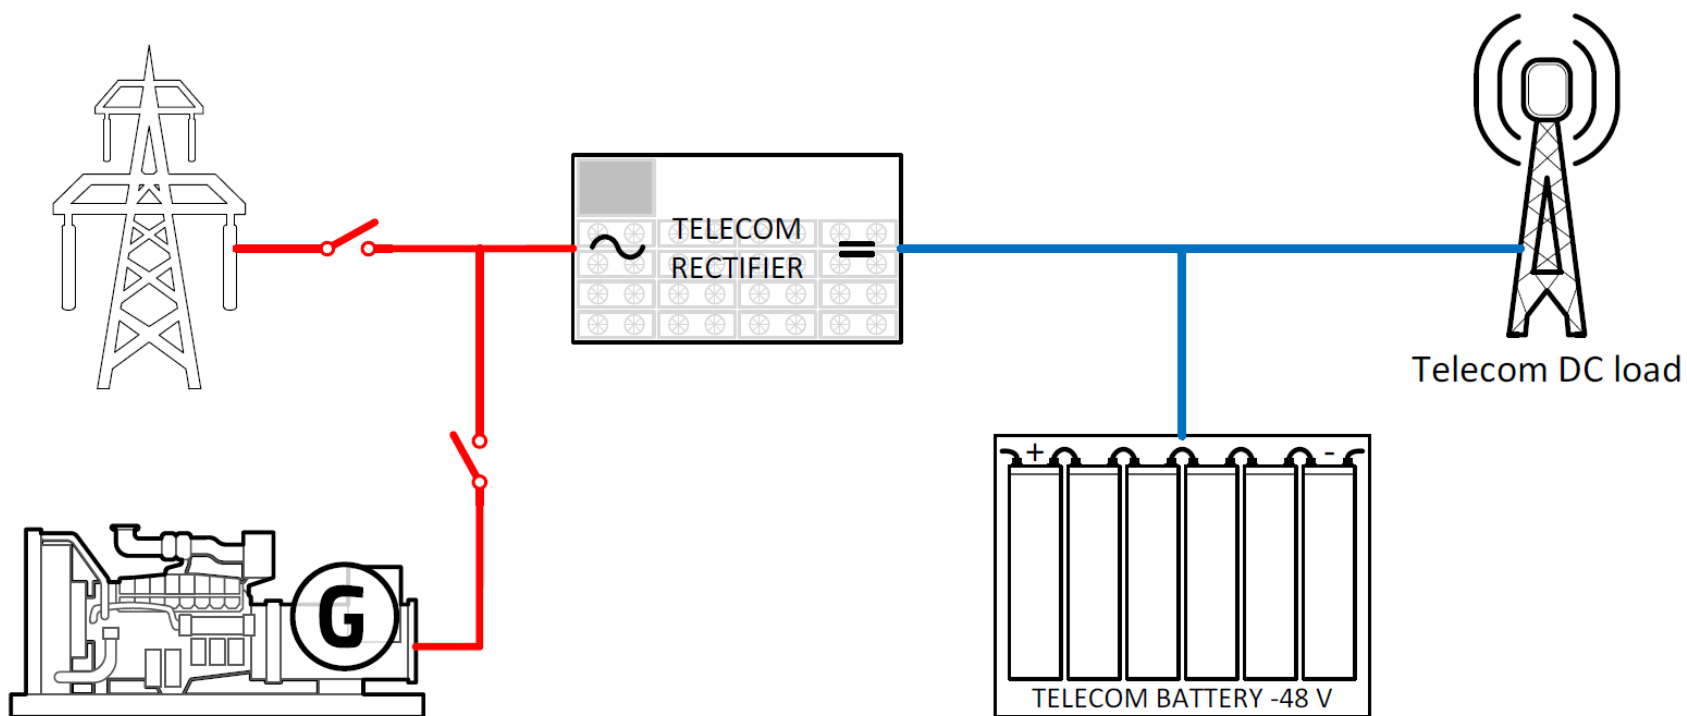 TELECOM
RECTIFIER
Telecom DC load
+ -
G
TELECOM BATTERY -48 V